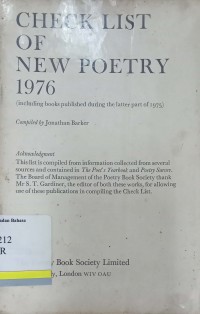 CHECK LIST
OF
NEW POETRY
1976
(including books published during the latter part of 1975)
Compiled by Jonathan Barker
Acknowledgment
This list is compiled from information collected from several
sources and contained in The Poet's Yearbook and Poetry Survey.
The Board of Management of the Poetry Book Society thank
Mr S. T. Gardiner, the editor of both these works, for allowing
use of these publications in compiling the Check List.
Bahasa
212
R
Book Society Limited
London W1V 0AU